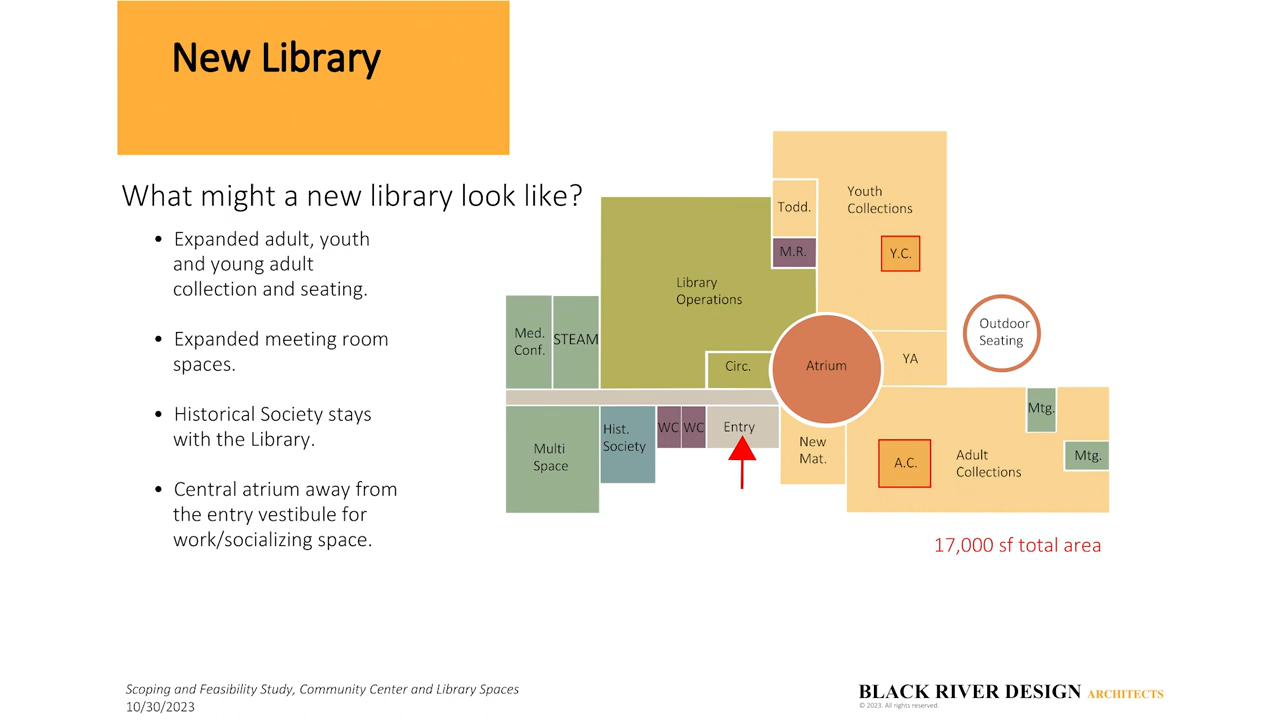 New Library
What might a new library look like?
• Expanded adult, youth
and young adult
collection and seating.
• Expanded meeting room
spaces.
• Historical Society stays
with the Library.
• Central atrium away from
the entry vestibule for
work/socializing space.
Youth
Collections
Todd.
M.R.
Y.C.
Library
Operations
Med.
Conf.
STEAM
Circ.
Atrium
YA
Outdoor
Seating
Multi
Space
Hist.
Society
WC
WC
Entry
New
Mat.
A.C.
Adult
Collections
Mtg.
Mtg.
17,000 sf total area
Scoping and Feasibility Study, Community Center and Library Spaces
10/30/2023
BLACK RIVER DESIGN ARCHITECTS
© 2023. All rights reserved.